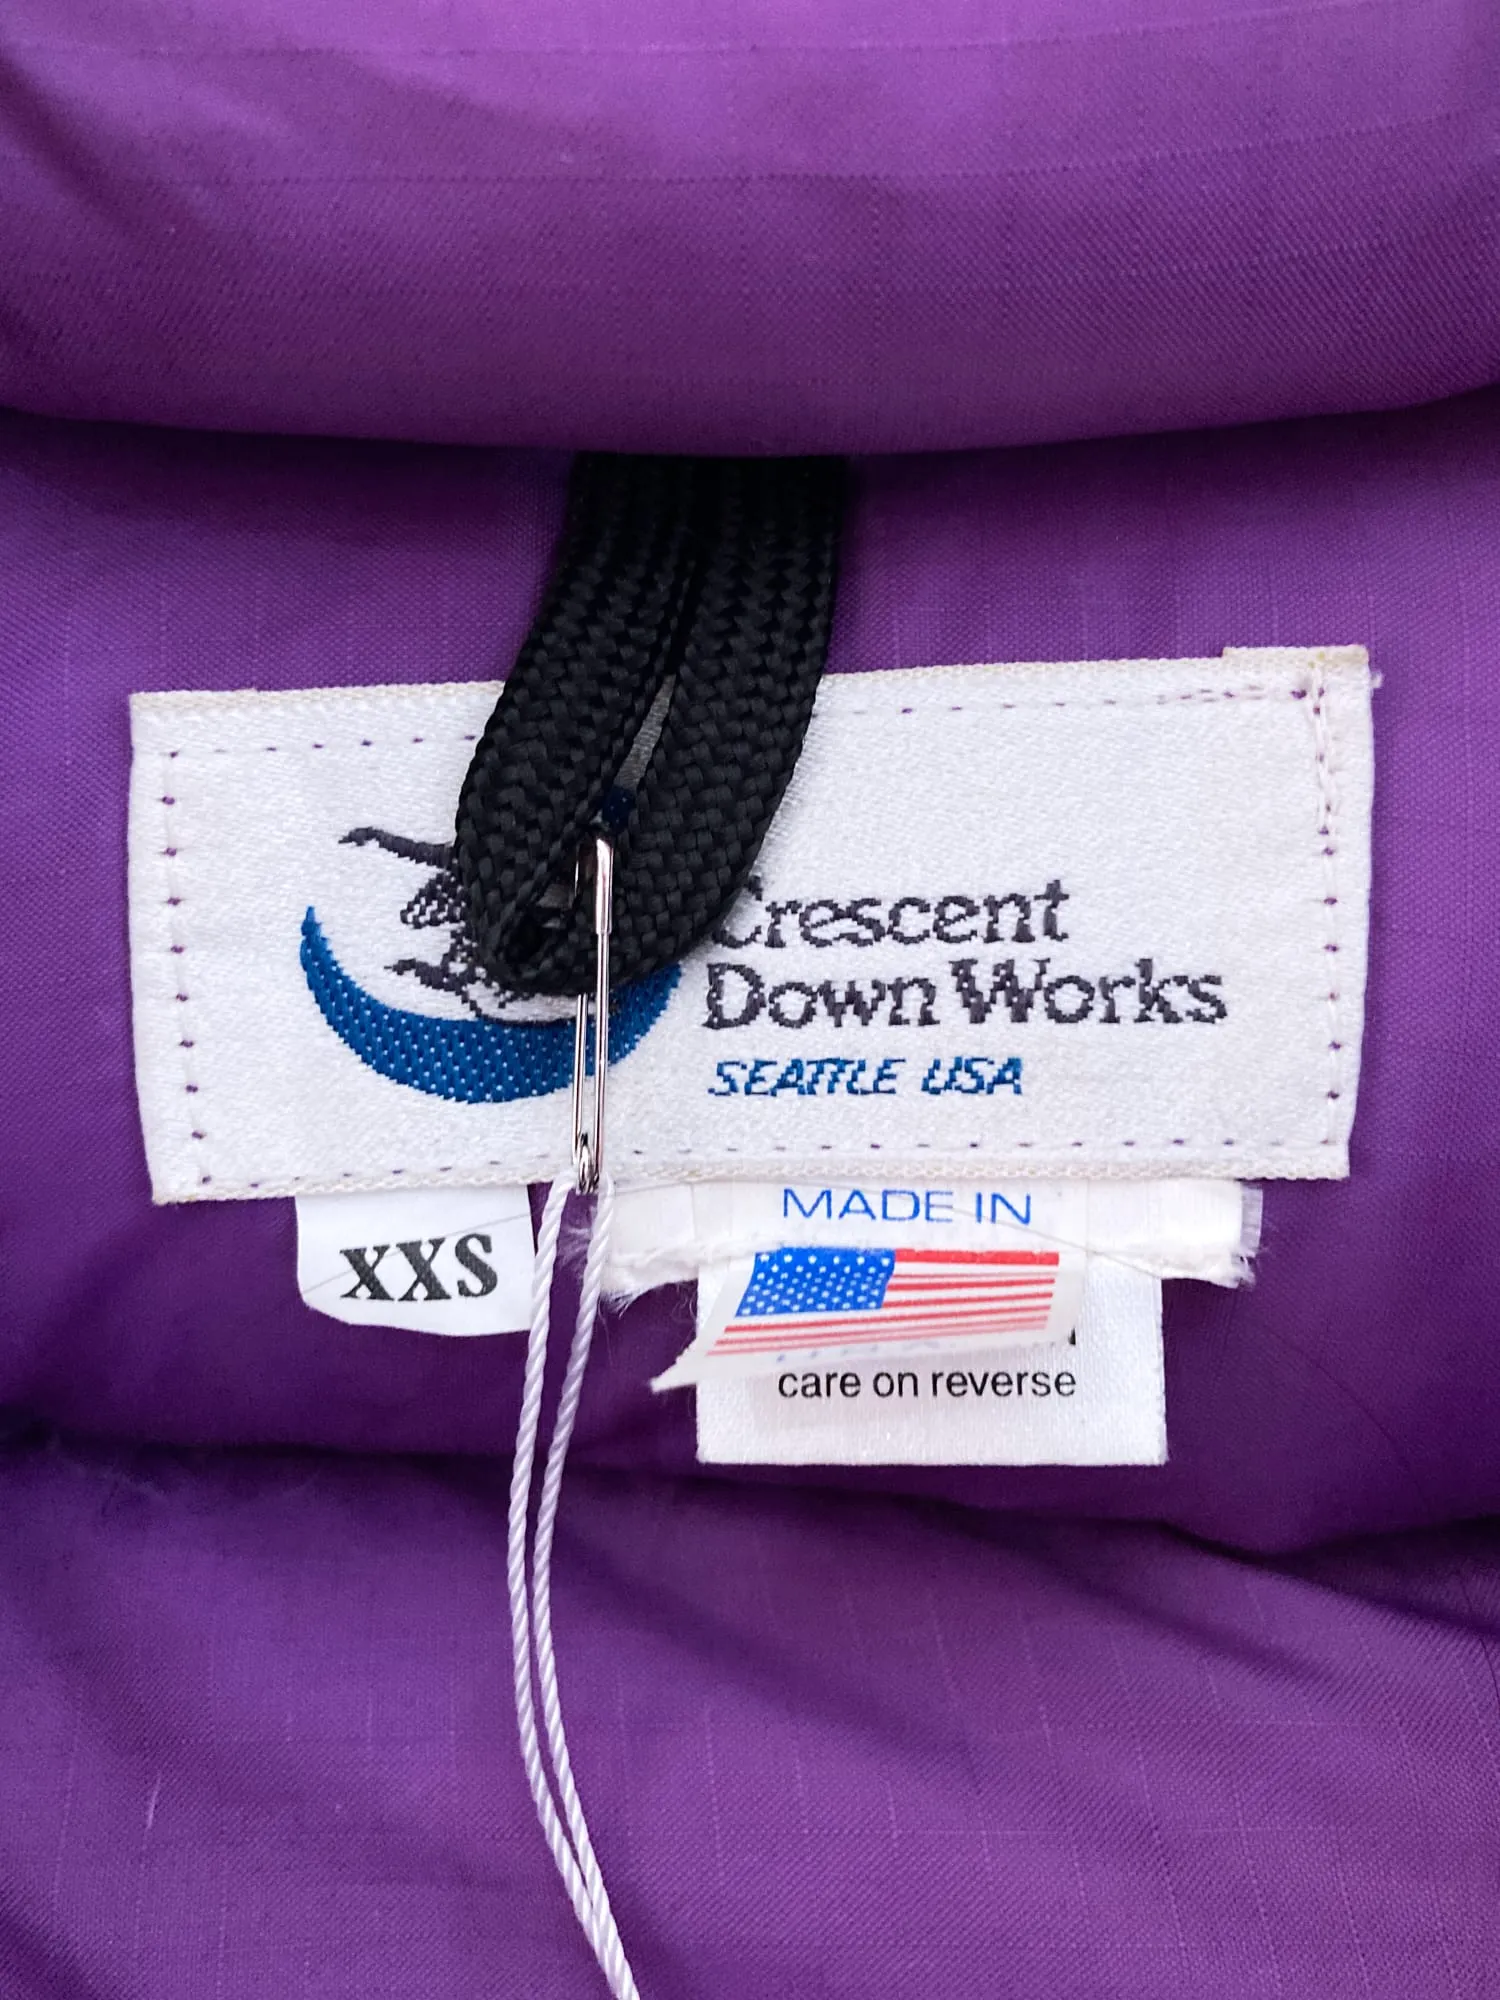 Crescent
Down Works
SEATTLE USA
XXS
MADE IN
care on reverse